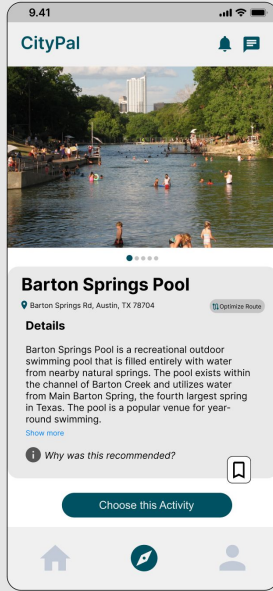 9.41
CityPal
Barton Springs Pool
Barton Springs Rd, Austin, TX 78704
Optimize Route
Details
Barton Springs Pool is a recreational outdoor
swimming pool that is filled entirely with water
from nearby natural springs. The pool exists within
the channel of Barton Creek and utilizes water
from Main Barton Spring, the fourth largest spring
in Texas. The pool is a popular venue for year-
round swimming.
Show more
Why was this recommended?
Choose this Activity